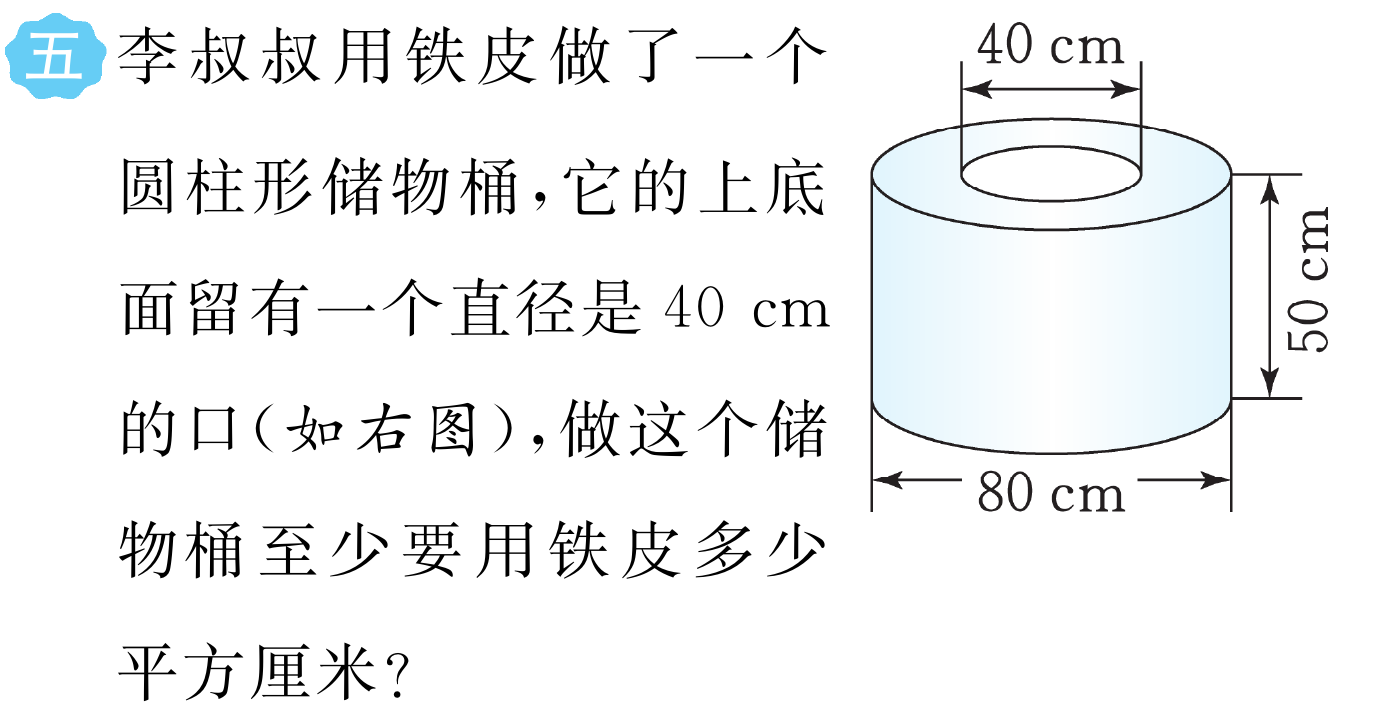 五 李叔叔用铁皮做了一个
圆柱形储物桶,它的上底
面留有一个直径是 40 cm
的口(如右图),做这个储
物桶至少要用铁皮多少
平方厘米?
40 cm
50 cm
80 cm